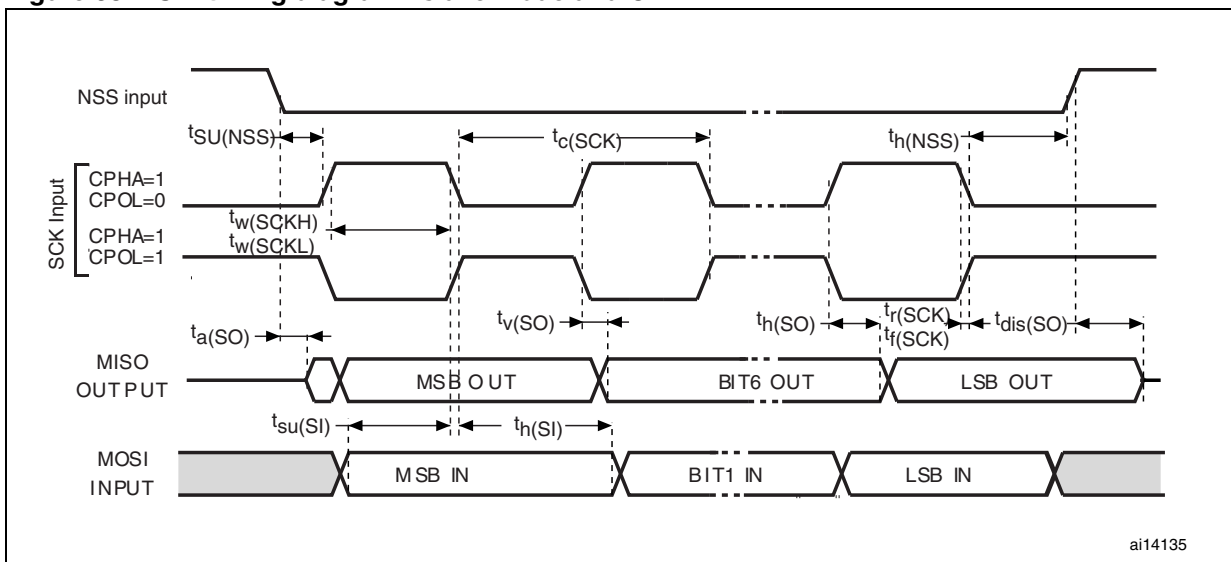 NSS input
tSU(NSS)
tc(SCK)
th(NSS)
SCK Input
CPHA=1
CPOL=0
tw(SCKH)
tw(SCKL)
CPHA=1
CPOL=1
ta(SO)
tv(SO)
th(SO)
tr(SCK)
tf(SCK)
tdis(SO)
MISO
OUTPUT
MSB OUT
BIT6 OUT
LSB OUT
tsu(SI)
th(SI)
MOSI
INPUT
MSB IN
BIT1 IN
LSB IN
ai14135